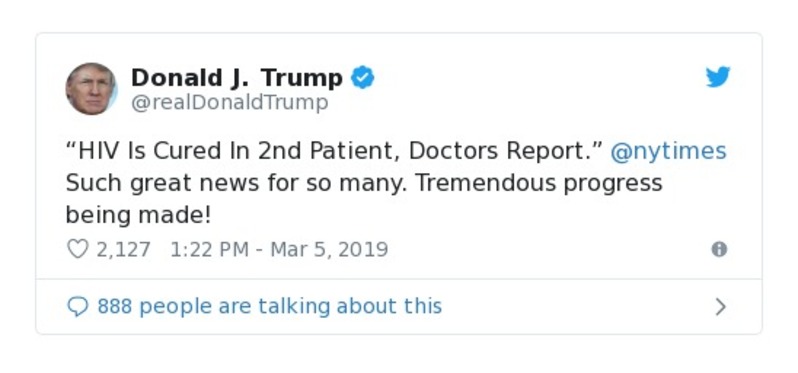 Donald J. Trump
@realDonaldTrump
“HIV Is Cured In 2nd Patient, Doctors Report.” @nytimes
Such great news for so many. Tremendous progress
being made!
2,127 1:22 PM - Mar 5, 2019
888 people are talking about this